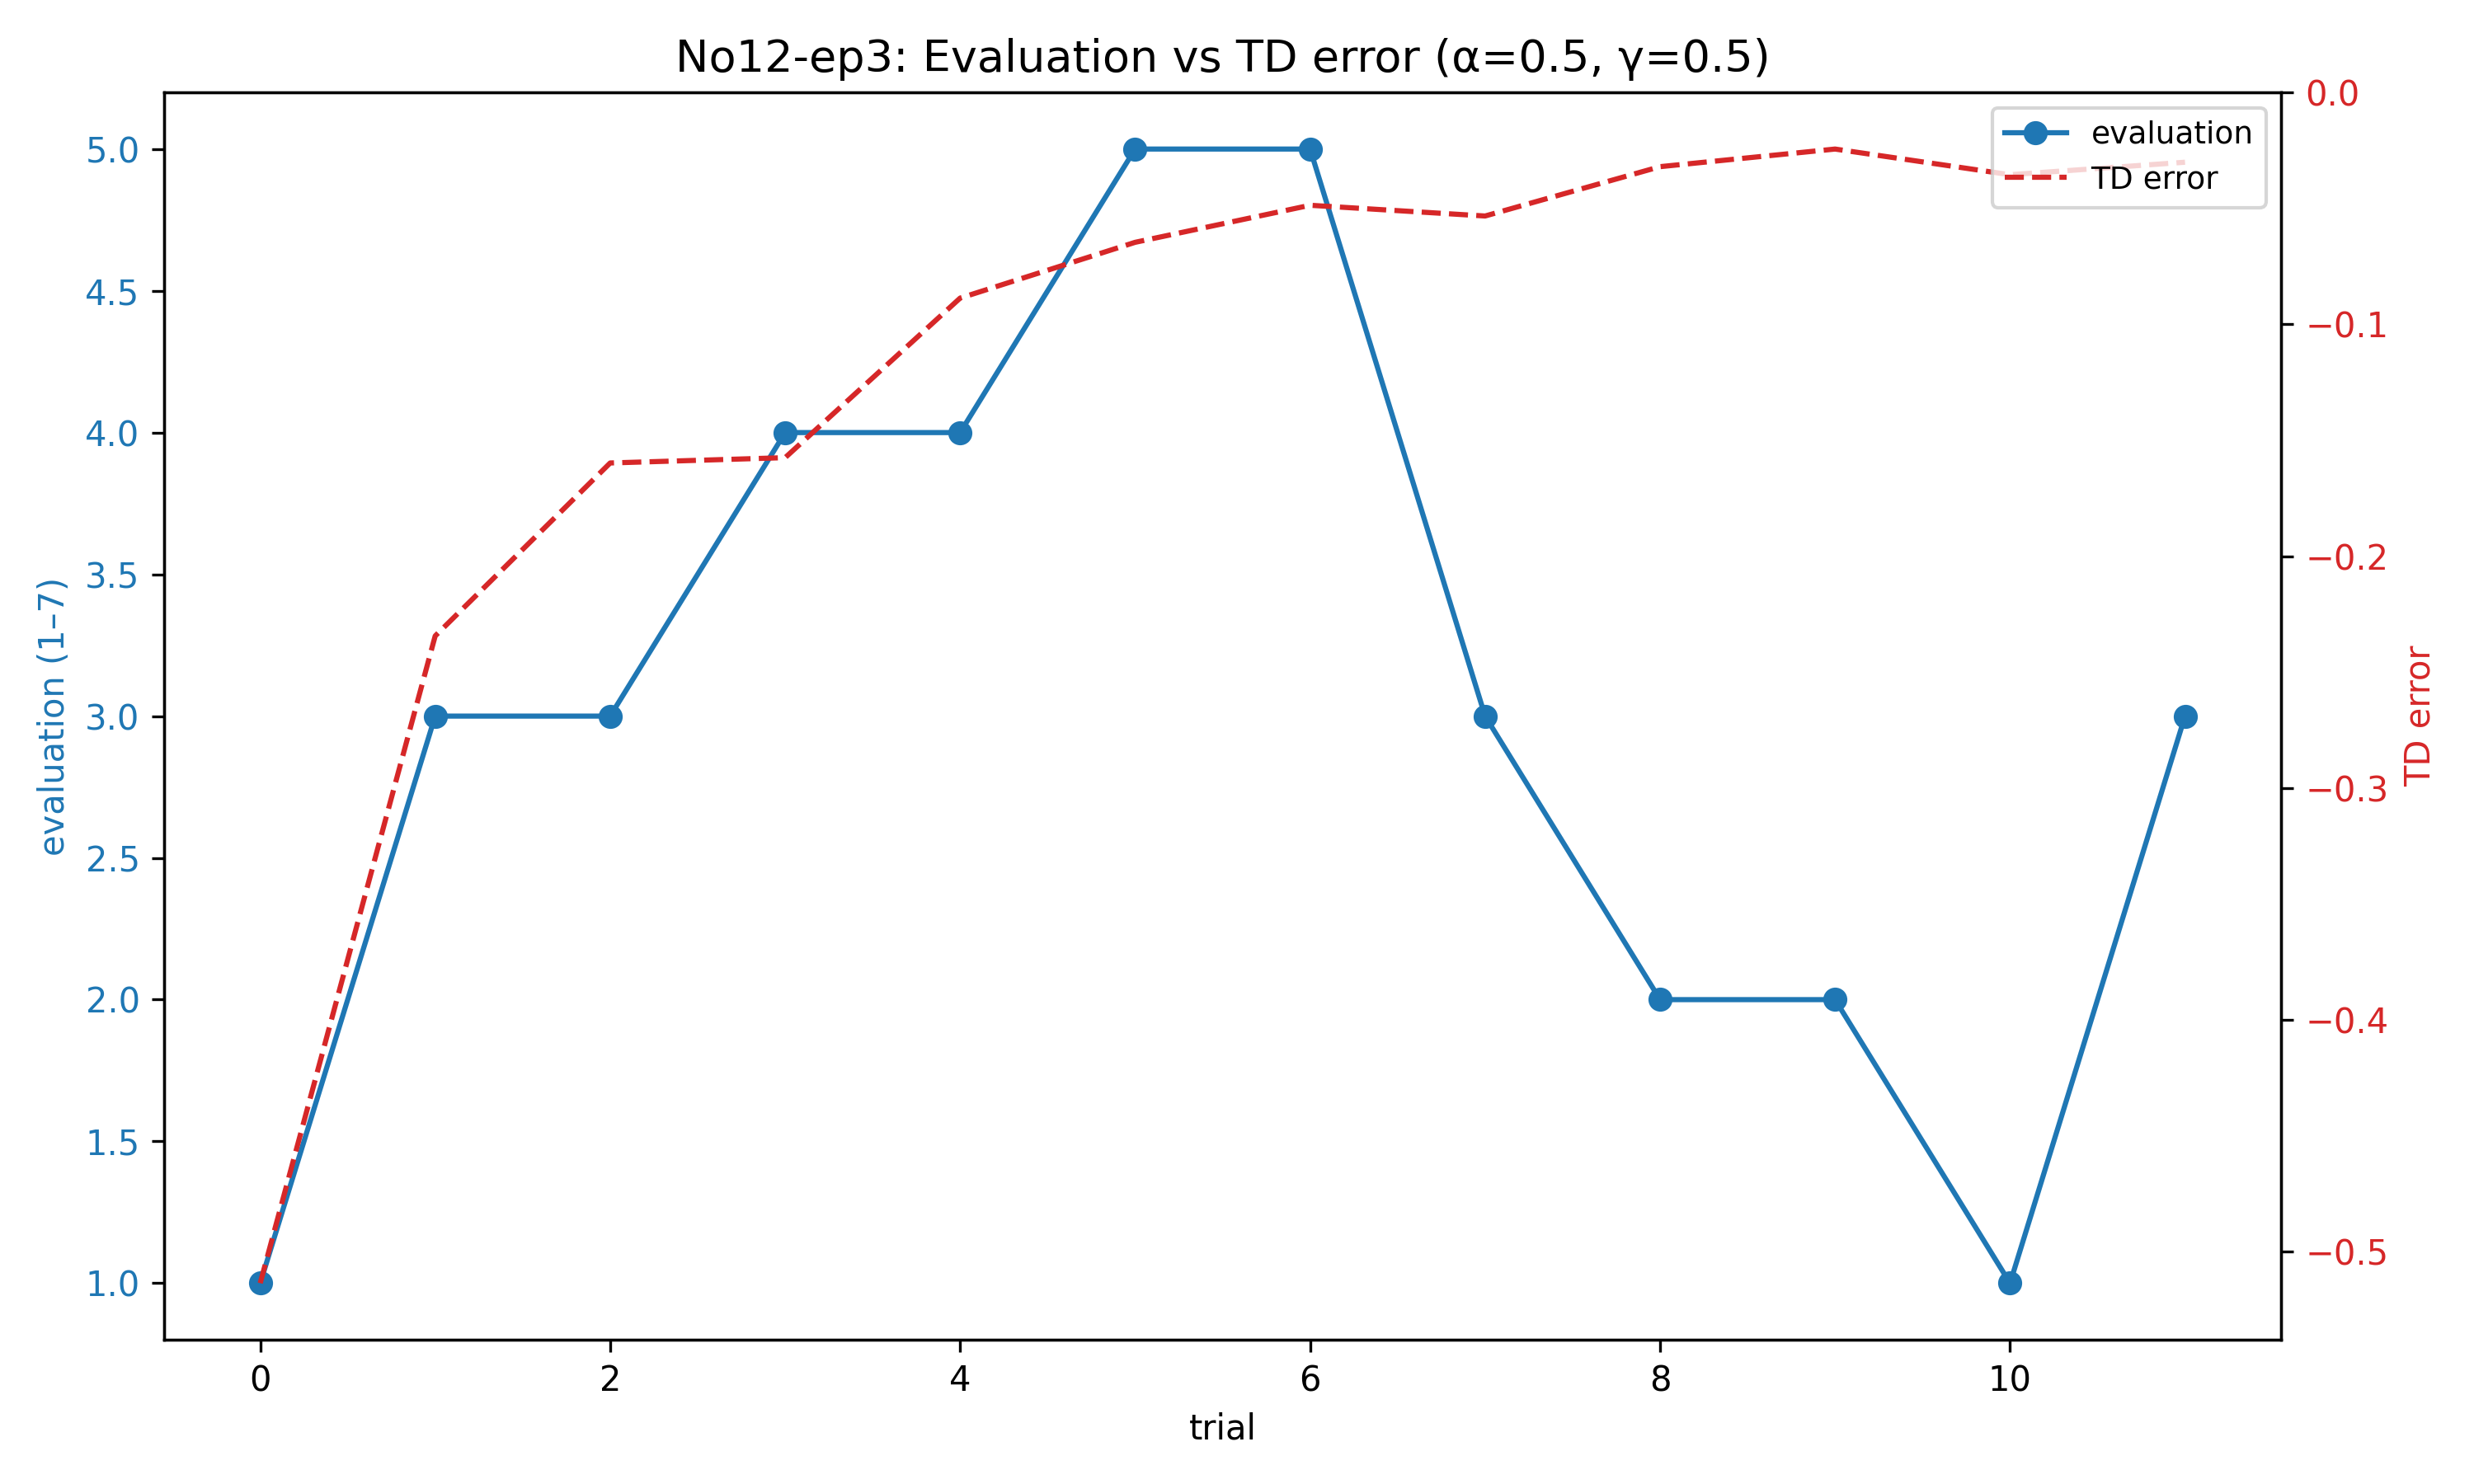 No12-ep3: Evaluation vs TD error (α=0.5, γ=0.5)
evaluation (1–7)
5.0
4.5
4.0
3.5
3.0
2.5
2.0
1.5
1.0
0 2 4 6 8 10
trial
evaluation
TD error
0.0
−0.1
−0.2
−0.3
−0.4
−0.5
TD error